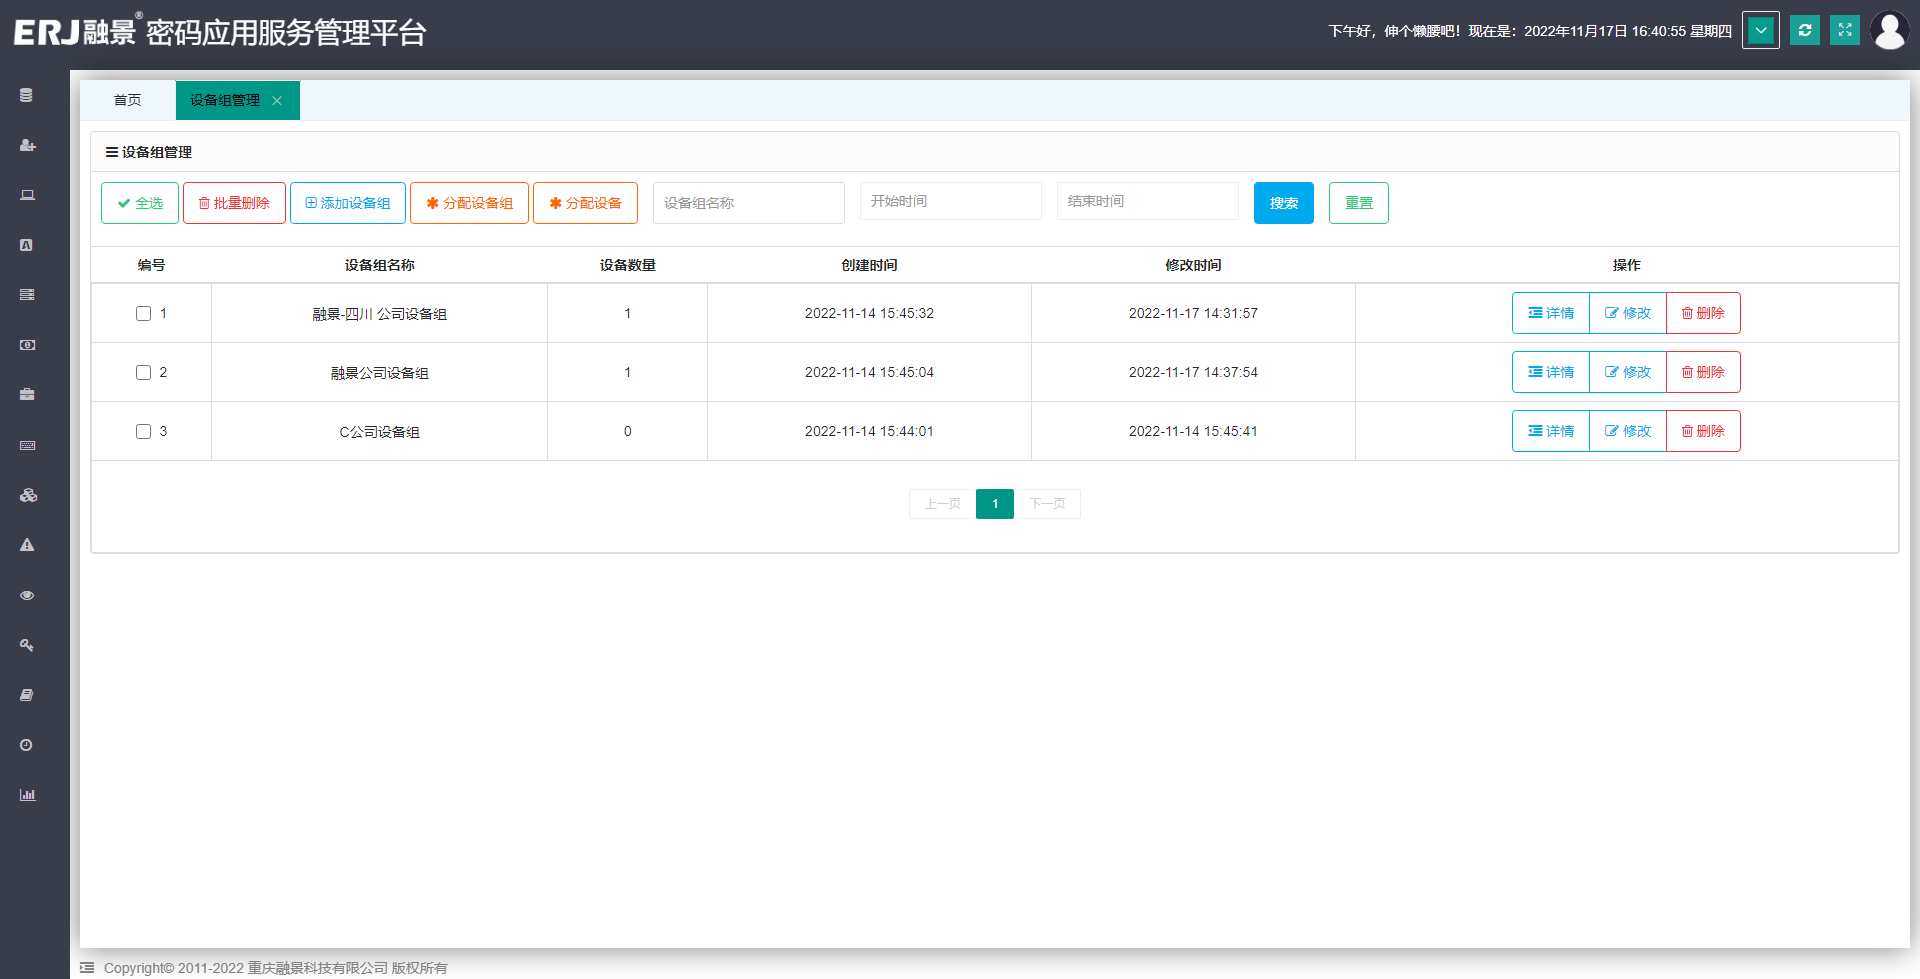 ERJ融景® 密码应用服务管理平台
下午好，伸个懒腰吧！现在是：2022年11月17日 16:40:55 星期四
首页 设备组管理
设备组管理
全选 批量删除 添加设备组 分配设备组 分配设备 设备组名称 开始时间 结束时间 搜索 重置
编号 设备组名称 设备数量 创建时间 修改时间 操作
1 融景-四川 公司设备组 1 2022-11-14 15:45:32 2022-11-17 14:31:57 详情 修改 删除
2 融景公司设备组 1 2022-11-14 15:45:04 2022-11-17 14:37:54 详情 修改 删除
3 C公司设备组 0 2022-11-14 15:44:01 2022-11-14 15:45:41 详情 修改 删除
上一页 1 下一页
Copyright© 2011-2022 重庆融景科技有限公司 版权所有